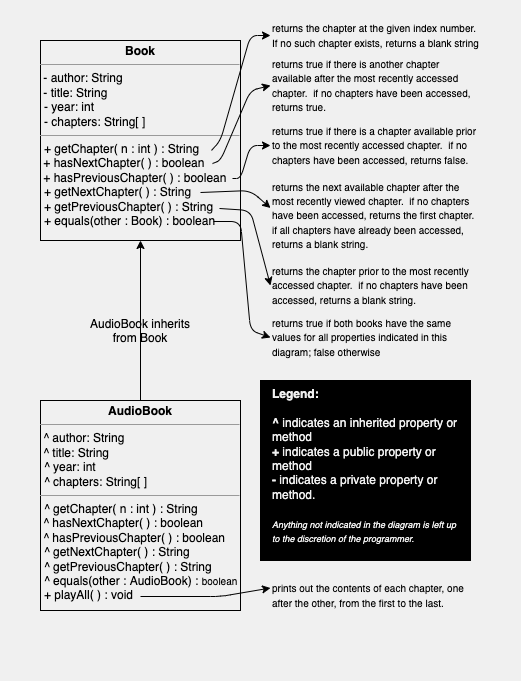 Book
- author: String
- title: String
- year: int
- chapters: String[ ]
+ getChapter( n : int ) : String
+ hasNextChapter( ) : boolean
+ hasPreviousChapter( ) : boolean
+ getNextChapter( ) : String
+ getPreviousChapter( ) : String
+ equals(other : Book) : boolean
returns the chapter at the given index number.
If no such chapter exists, returns a blank string
returns true if there is another chapter
available after the most recently accessed
chapter. if no chapters have been accessed,
returns true.
returns true if there is a chapter available prior
to the most recently accessed chapter. if no
chapters have been accessed, returns false.
returns the next available chapter after the
most recently viewed chapter. if no chapters
have been accessed, returns the first chapter.
if all chapters have already been accessed,
returns a blank string.
returns the chapter prior to the most recently
accessed chapter. if no chapters have been
accessed, returns a blank string.
returns true if both books have the same
values for all properties indicated in this
diagram; false otherwise
AudioBook inherits
from Book
AudioBook
^ author: String
^ title: String
^ year: int
^ chapters: String[ ]
^ getChapter( n : int ) : String
^ hasNextChapter( ) : boolean
^ hasPreviousChapter( ) : boolean
^ getNextChapter( ) : String
^ getPreviousChapter( ) : String
^ equals(other : AudioBook) : boolean
+ playAll( ) : void
Legend:
^ indicates an inherited property or
method
+ indicates a public property or
method
- indicates a private property or
method.
Anything not indicated in the diagram is left up
to the discretion of the programmer.
prints out the contents of each chapter, one
after the other, from the first to the last.